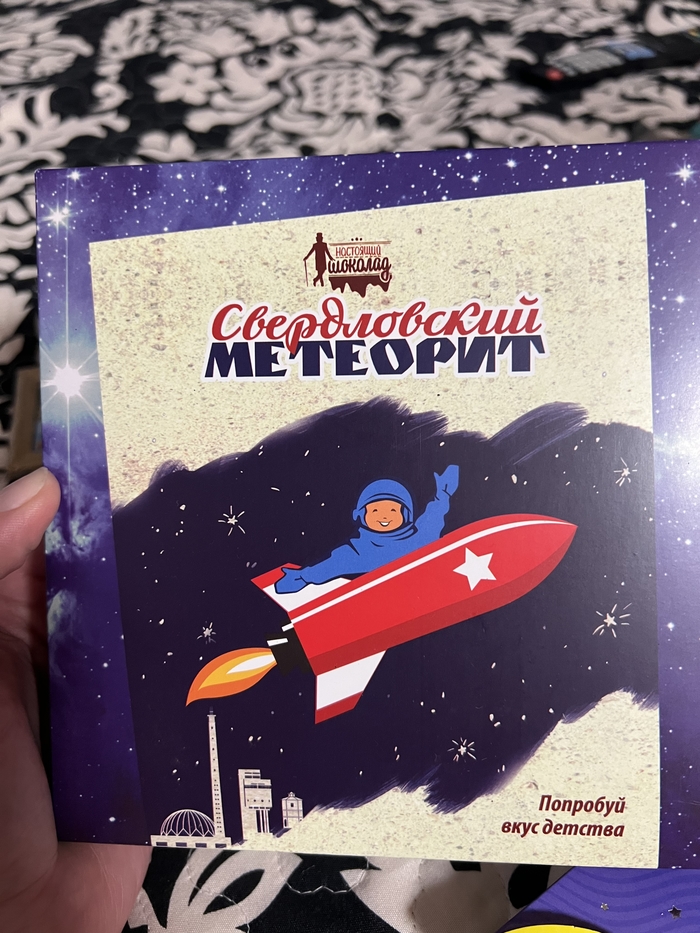 НАСТОЯЩИЙ
ШОКОЛАД
Свердловский
МЕТЕОРИТ
Попробуй
вкус детства